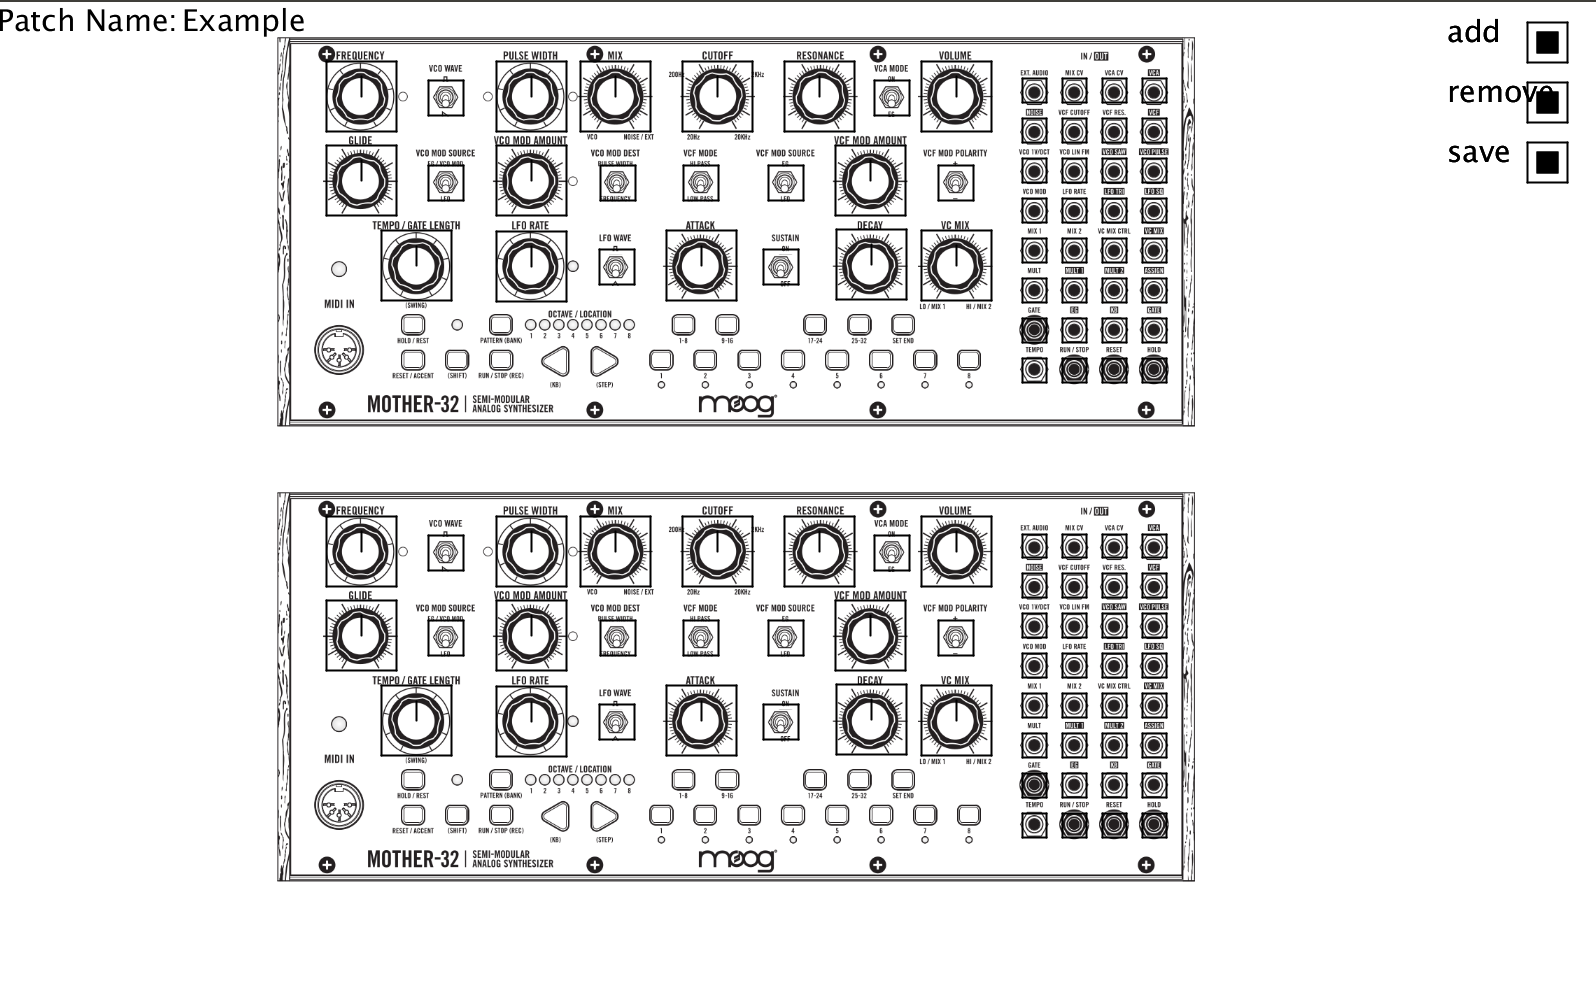 Patch Name: Example
add
remove
save
FREQUENCY VCO WAVE PULSE WIDTH MIX CUTOFF RESONANCE VCA MODE VOLUME IN / OUT
ON
200Hz KHz
EXT. AUDIO MIX CV VCA CV VCA
EG
VCO NOISE / EXT 20Hz 20KHz
NOISE VCF CUTOFF VCF RES. VCF
GLIDE VCO MOD SOURCE VCO MOD AMOUNT VCO MOD DEST VCF MODE VCF MOD SOURCE VCF MOD AMOUNT VCF MOD POLARITY
VCO 1V/OCT VCO LIN FM VCO SAW VCO PULSE
EG / VCO MOD PULSE WIDTH HI PASS EG +
LFO FREQUENCY LOW PASS LFO –
VCO MOD LFO RATE LFO TRI LFO SQ
TEMPO / GATE LENGTH LFO RATE LFO WAVE ATTACK SUSTAIN DECAY VC MIX
MIX 1 MIX 2 VC MIX CTRL VC MIX
ON
OFF
MULT MULT 1 MULT 2 ASSIGN
MIDI IN (SWING) LO / MIX 1 HI / MIX 2
OCTAVE / LOCATION
GATE EG KB GATE
1 2 3 4 5 6 7 8
HOLD / REST PATTERN (BANK) 1-8 9-16 17-24 25-32 SET END
TEMPO RUN / STOP RESET HOLD
RESET / ACCENT (SHIFT) RUN / STOP (REC) (KB) (STEP) 1 2 3 4 5 6 7 8
MOTHER-32 SEMI-MODULAR
ANALOG SYNTHESIZER
moog
FREQUENCY VCO WAVE PULSE WIDTH MIX CUTOFF RESONANCE VCA MODE VOLUME IN / OUT
ON
200Hz KHz
EXT. AUDIO MIX CV VCA CV VCA
EG
VCO NOISE / EXT 20Hz 20KHz
NOISE VCF CUTOFF VCF RES. VCF
GLIDE VCO MOD SOURCE VCO MOD AMOUNT VCO MOD DEST VCF MODE VCF MOD SOURCE VCF MOD AMOUNT VCF MOD POLARITY
VCO 1V/OCT VCO LIN FM VCO SAW VCO PULSE
EG / VCO MOD PULSE WIDTH HI PASS EG +
LFO FREQUENCY LOW PASS LFO –
VCO MOD LFO RATE LFO TRI LFO SQ
TEMPO / GATE LENGTH LFO RATE LFO WAVE ATTACK SUSTAIN DECAY VC MIX
MIX 1 MIX 2 VC MIX CTRL VC MIX
ON
OFF
MULT MULT 1 MULT 2 ASSIGN
MIDI IN (SWING) LO / MIX 1 HI / MIX 2
OCTAVE / LOCATION
GATE EG KB GATE
1 2 3 4 5 6 7 8
HOLD / REST PATTERN (BANK) 1-8 9-16 17-24 25-32 SET END
TEMPO RUN / STOP RESET HOLD
RESET / ACCENT (SHIFT) RUN / STOP (REC) (KB) (STEP) 1 2 3 4 5 6 7 8
MOTHER-32 SEMI-MODULAR
ANALOG SYNTHESIZER
moog